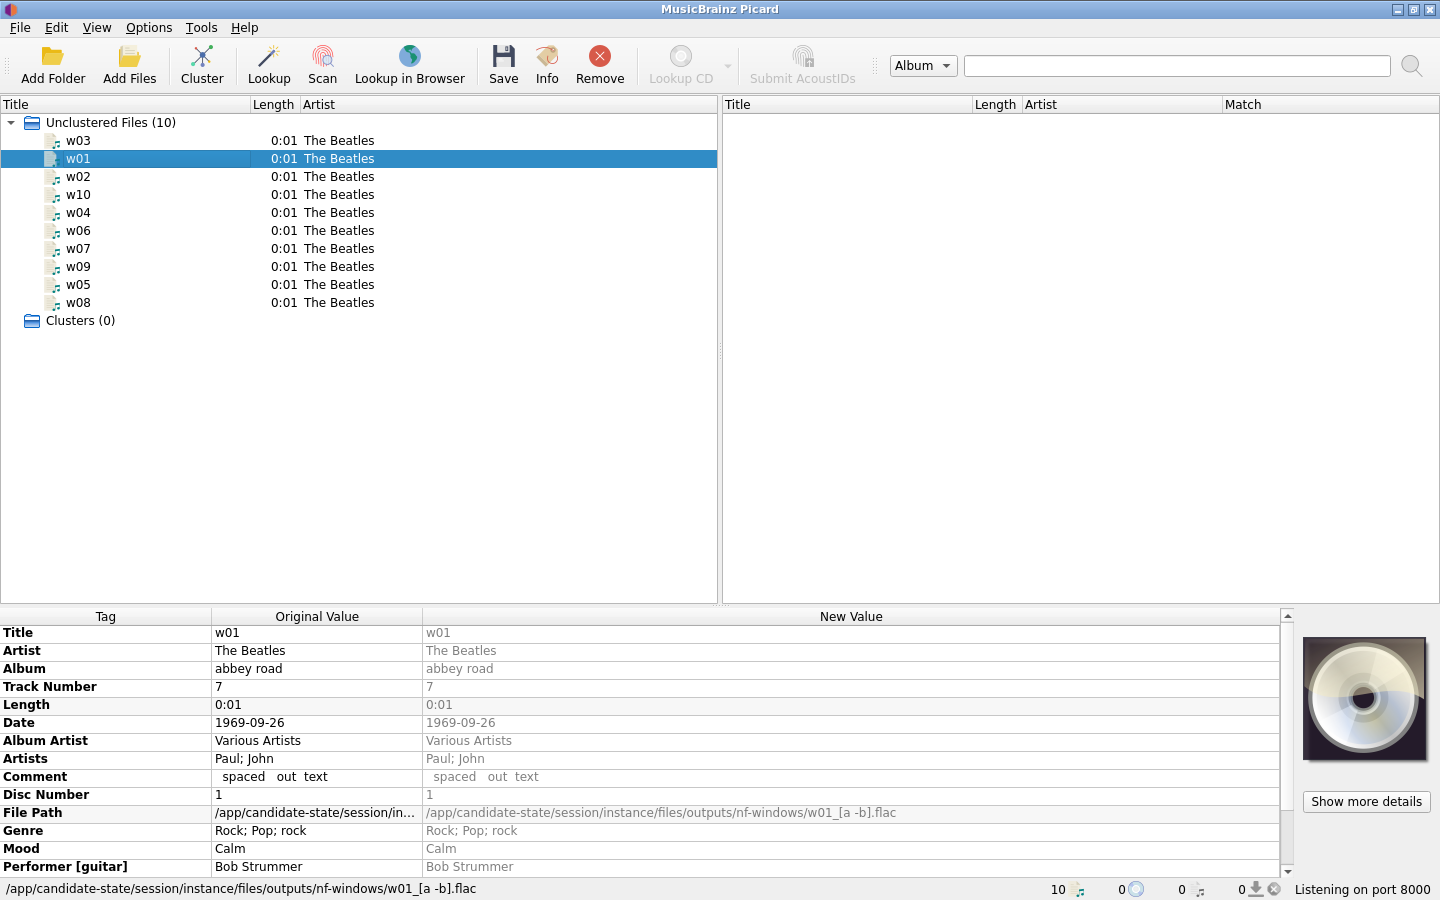 MusicBrainz Picard
File Edit View Options Tools Help
Add Folder Add Files Cluster Lookup Scan Lookup in Browser Save Info Remove Lookup CD Submit AcoustIDs Album
Title Length Artist
Unclustered Files (10)
w03 0:01 The Beatles
w01 0:01 The Beatles
w02 0:01 The Beatles
w10 0:01 The Beatles
w04 0:01 The Beatles
w06 0:01 The Beatles
w07 0:01 The Beatles
w09 0:01 The Beatles
w05 0:01 The Beatles
w08 0:01 The Beatles
Clusters (0)
Title Length Artist Match
Tag Original Value New Value
Title w01 w01
Artist The Beatles The Beatles
Album abbey road abbey road
Track Number 7 7
Length 0:01 0:01
Date 1969-09-26 1969-09-26
Album Artist Various Artists Various Artists
Artists Paul; John Paul; John
Comment   spaced   out  text   spaced   out  text
Disc Number 1 1
File Path /app/candidate-state/session/in... /app/candidate-state/session/instance/files/outputs/nf-windows/w01_[a -b].flac
Genre Rock; Pop; rock Rock; Pop; rock
Mood Calm Calm
Performer [guitar] Bob Strummer Bob Strummer
Show more details
/app/candidate-state/session/instance/files/outputs/nf-windows/w01_[a -b].flac 10 0 0 0 Listening on port 8000